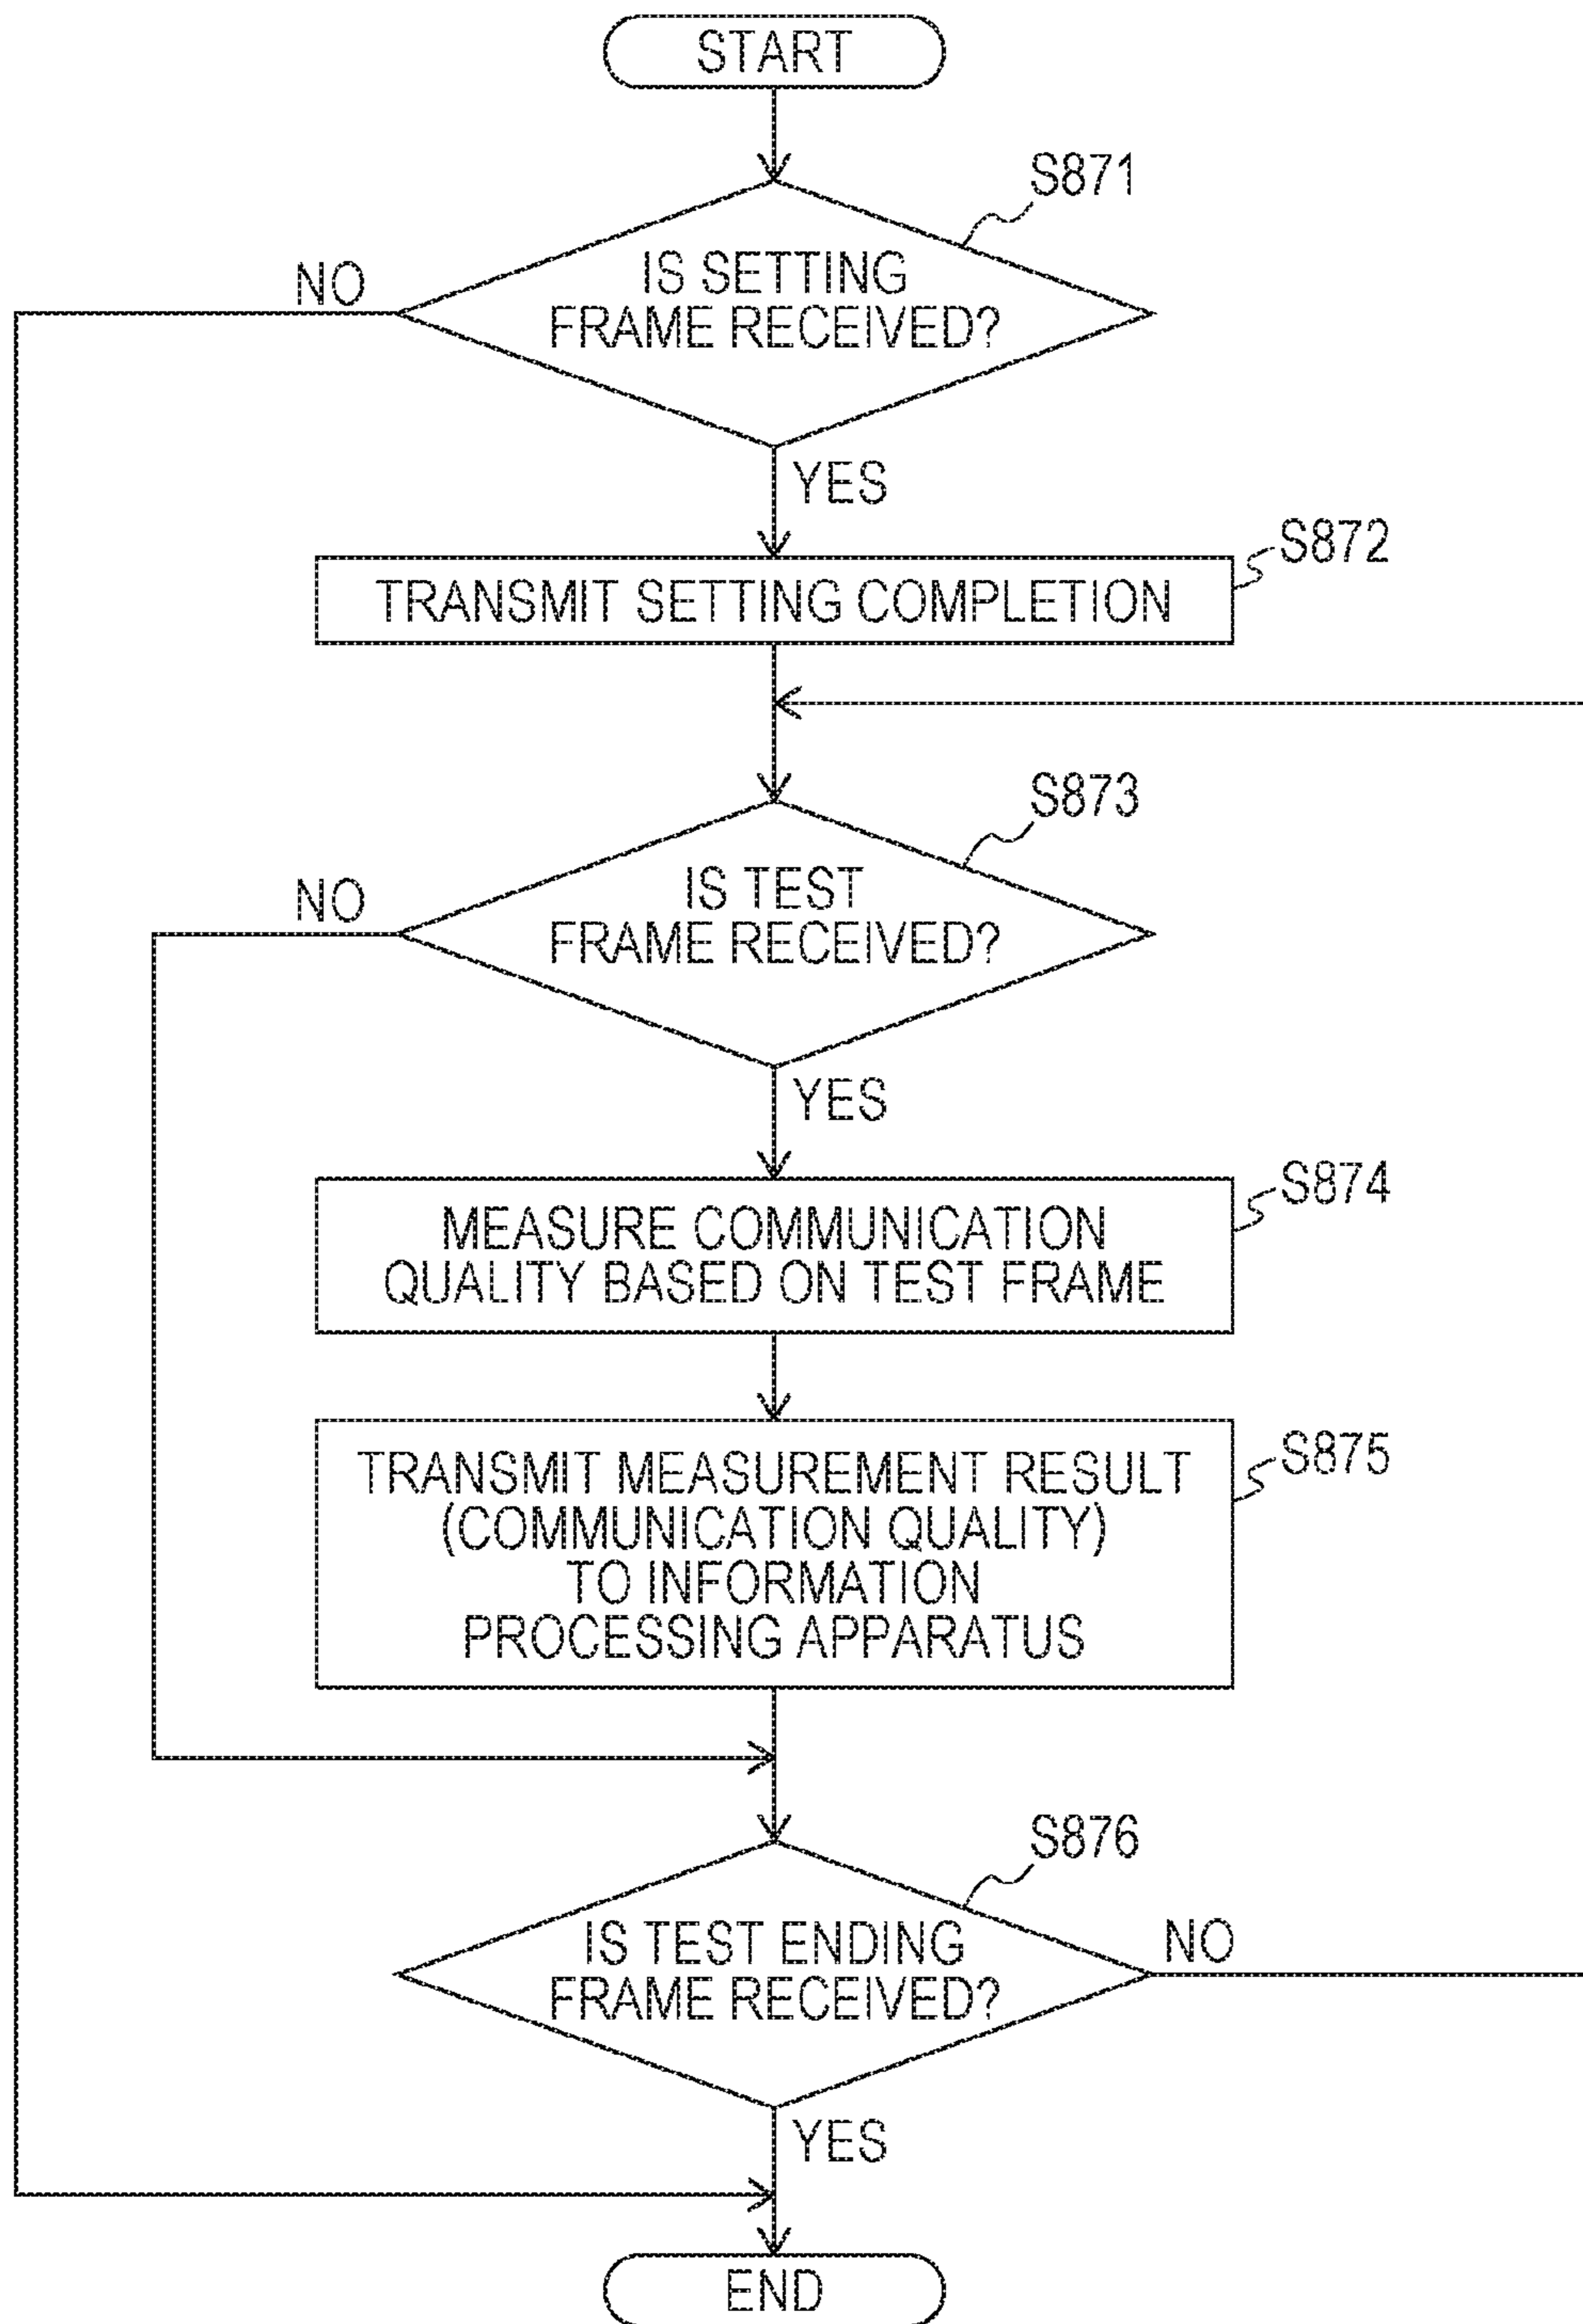 START
S871
IS SETTING
FRAME RECEIVED?
NO
YES
S872
TRANSMIT SETTING COMPLETION
S873
IS TEST
FRAME RECEIVED?
NO
YES
S874
MEASURE COMMUNICATION
QUALITY BASED ON TEST FRAME
S875
TRANSMIT MEASUREMENT RESULT
(COMMUNICATION QUALITY)
TO INFORMATION
PROCESSING APPARATUS
S876
IS TEST ENDING
FRAME RECEIVED?
NO
YES
END